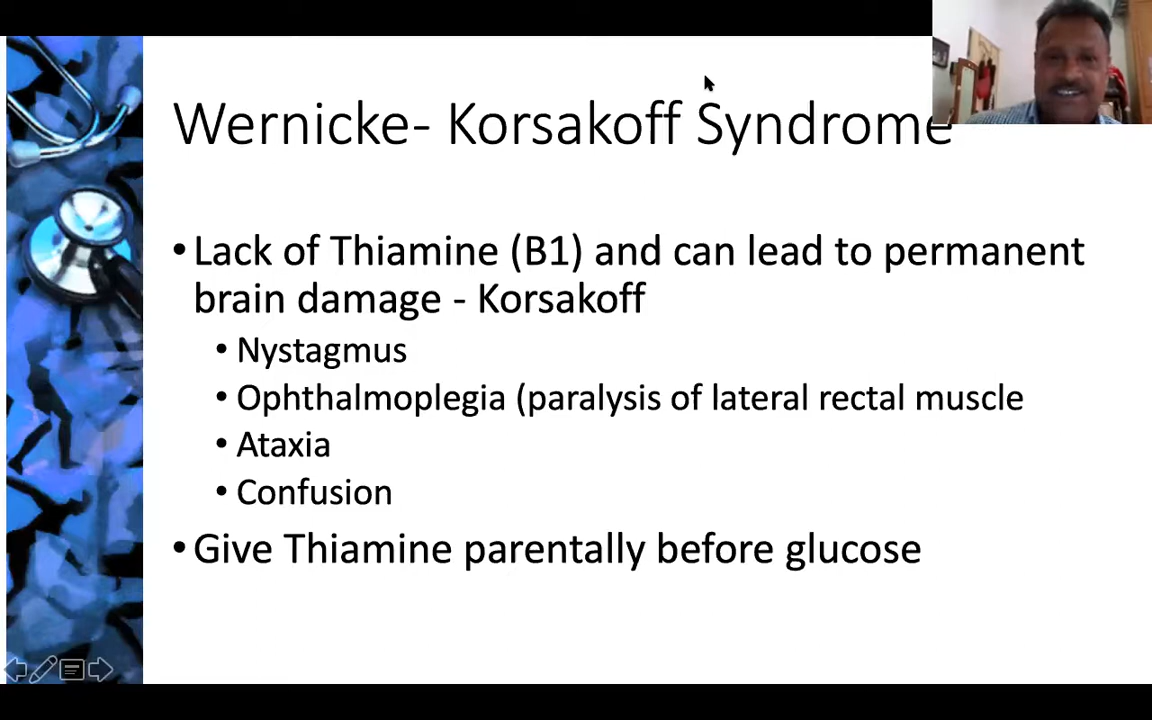 Wernicke- Korsakoff Syndrome
• Lack of Thiamine (B1) and can lead to permanent
brain damage - Korsakoff
• Nystagmus
• Ophthalmoplegia (paralysis of lateral rectal muscle
• Ataxia
• Confusion
• Give Thiamine parentally before glucose